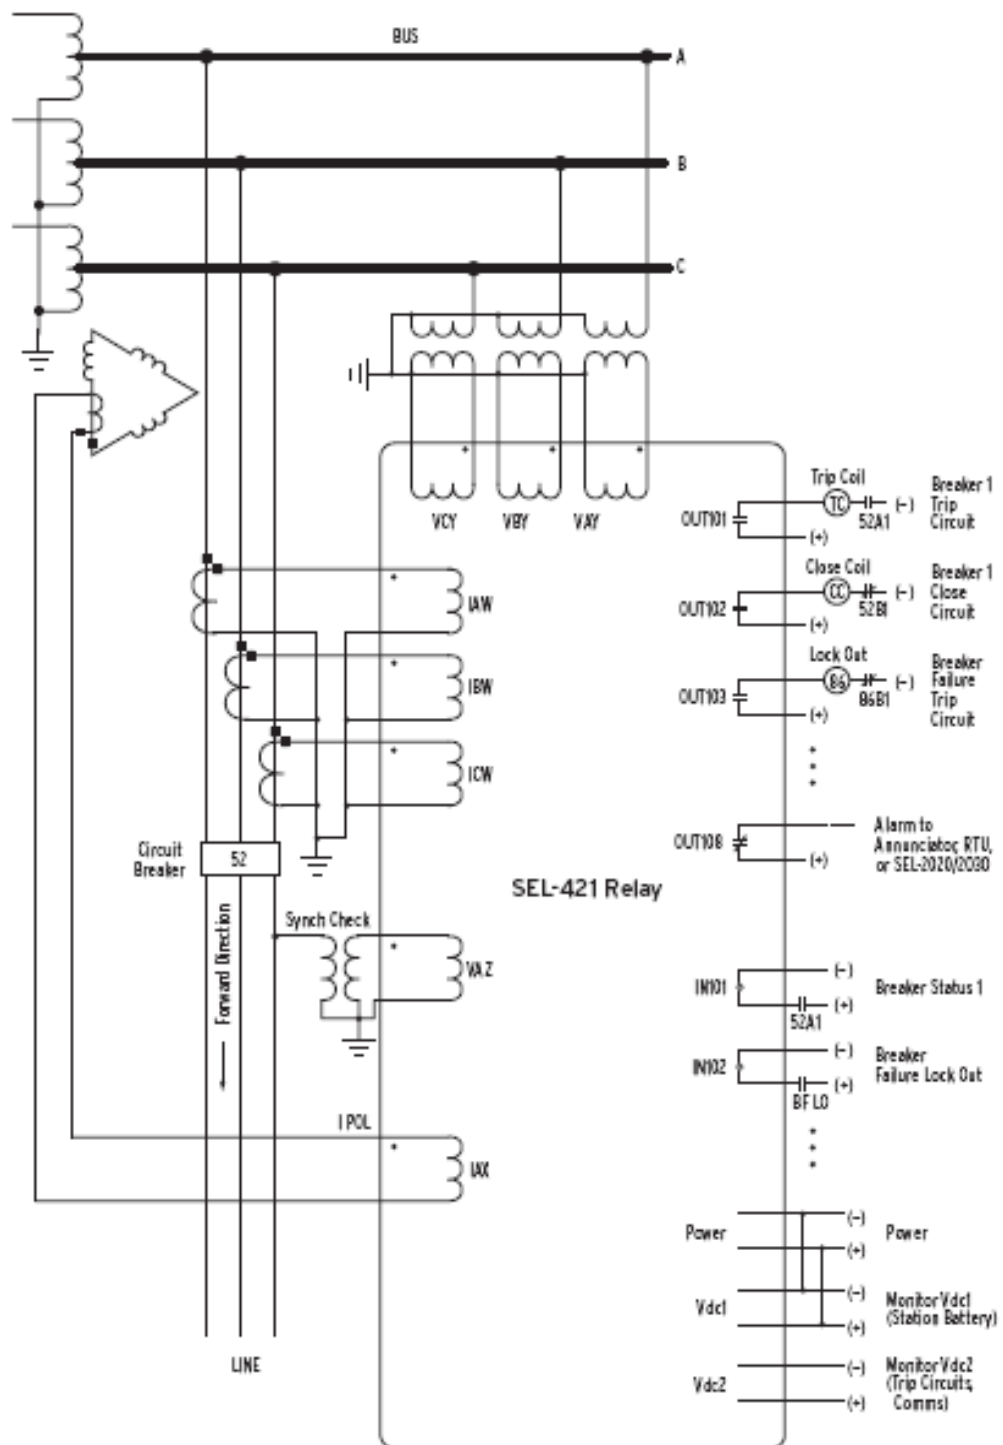 BUS
A
B
C
VCY
VBY
VAY
OUT101
Trip Coil
TC
52A1
(–)
(+)
Breaker 1
Trip
Circuit
OUT102
Close Coil
CC
52B1
(–)
(+)
Breaker 1
Close
Circuit
OUT103
Lock Out
86
86B1
(–)
(+)
Breaker
Failure
Trip
Circuit
IAW
IBW
ICW
OUT108
(+)
Alarm to
Annunciator, RTU,
or SEL-2020/2030
Circuit
Breaker
52
SEL-421 Relay
Synch Check
Forward Direction
VAZ
IN101
(–)
(+)
52A1
Breaker Status 1
IN102
(–)
(+)
BF LO
Breaker
Failure Lock Out
I POL
IAX
Power
(–)
(+)
Power
Vdc1
(–)
(+)
Monitor Vdc1
(Station Battery)
Vdc2
(–)
(+)
Monitor Vdc2
(Trip Circuits,
Comms)
LINE